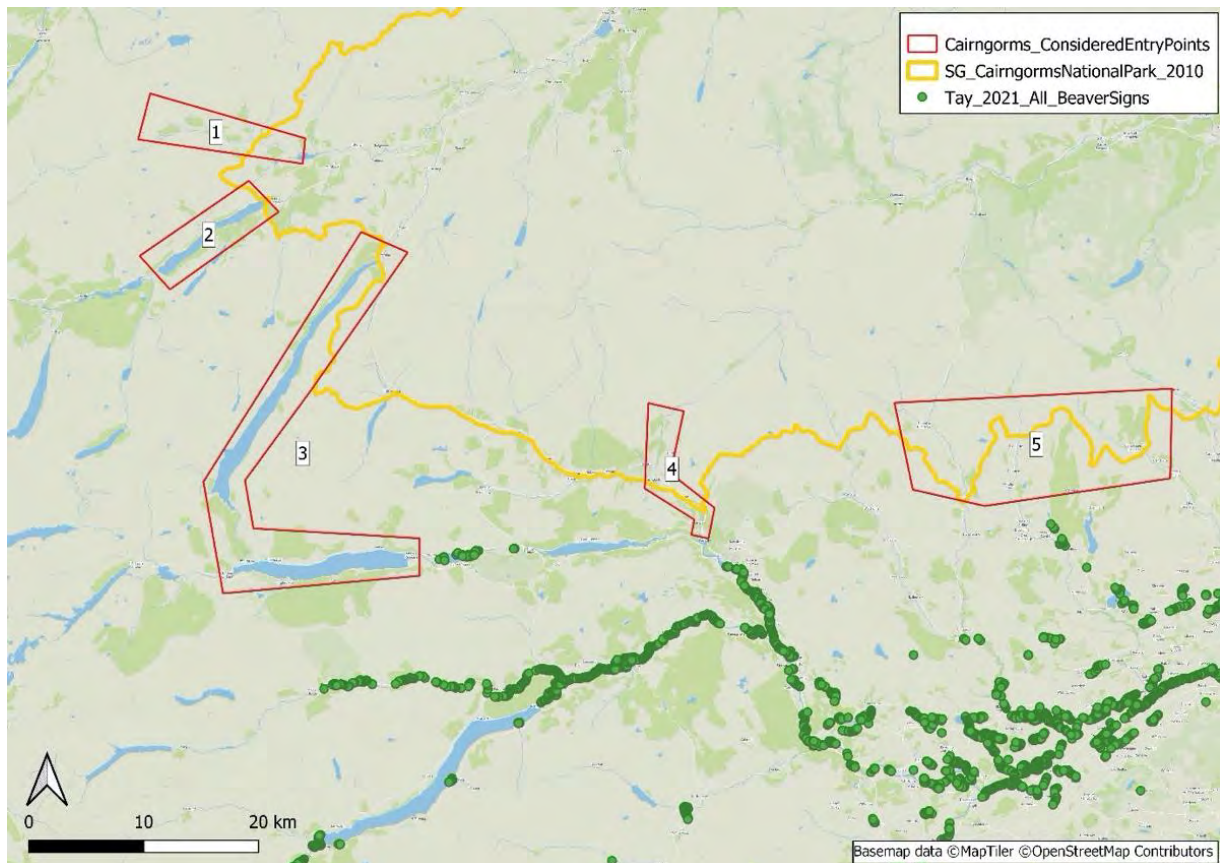 Cairngorms_ConsideredEntryPoints
SG_CairngormsNationalPark_2010
Tay_2021_All_BeaverSigns
1
2
3
4
5
0 10 20 km
Basemap data ©MapTiler ©OpenStreetMap Contributors